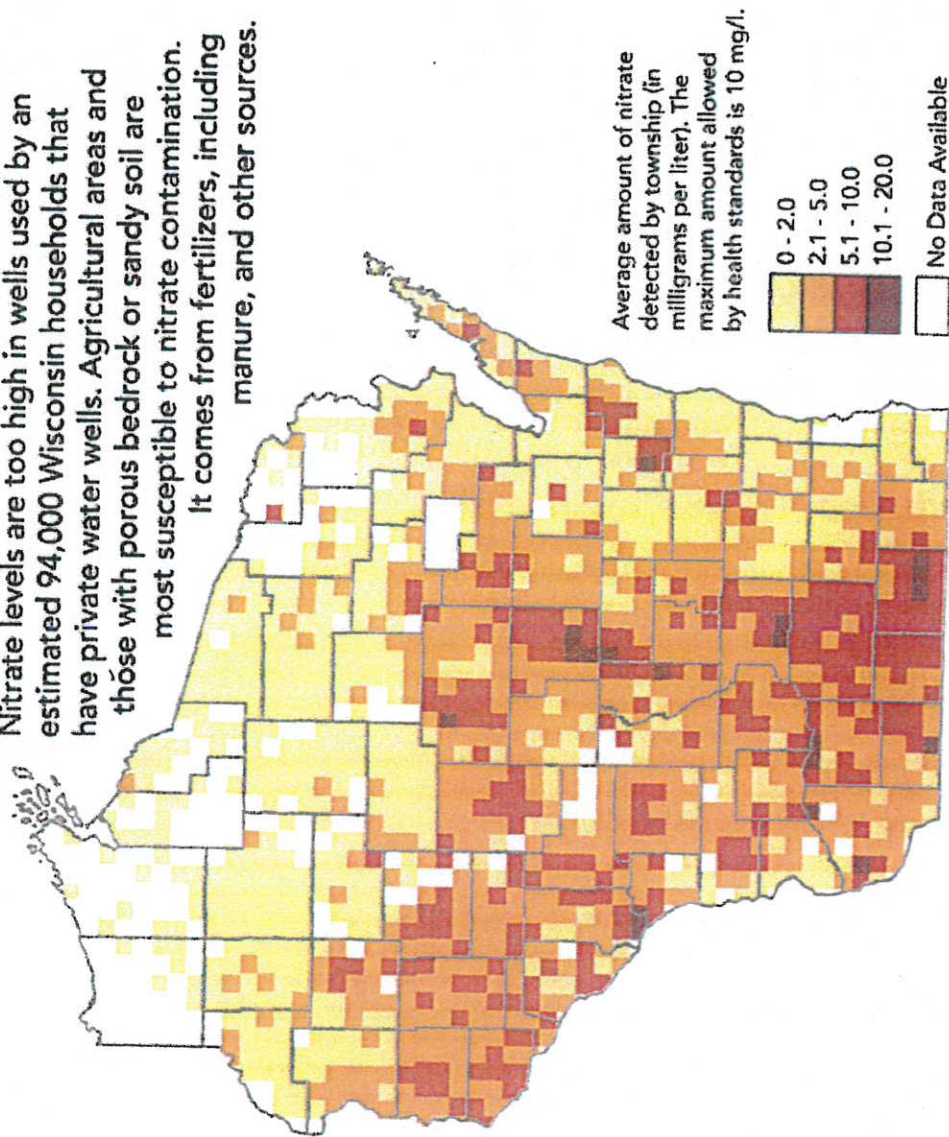 Nitrate levels are too high in wells used by an
estimated 94,000 Wisconsin households that
have private water wells. Agricultural areas and
those with porous bedrock or sandy soil are
most susceptible to nitrate contamination.
It comes from fertilizers, including
manure, and other sources.
Average amount of nitrate
detected by township (in
milligrams per liter). The
maximum amount allowed
by health standards is 10 mg/l.
0 - 2.0
2.1 - 5.0
5.1 - 10.0
10.1 - 20.0
No Data Available